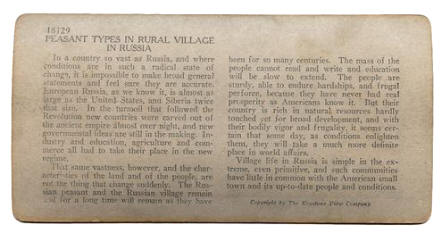 18129
PEASANT TYPES IN RURAL VILLAGE
IN RUSSIA
In a country so vast as Russia, and where
conditions are in such a radical state of
change, it is impossible to make broad general
statements and feel sure they are accurate.
European Russia, as we know it, is almost as
large as the United States, and Siberia twice
that size. In the turmoil that followed the
Revolution new countries were carved out of
the ancient empire almost over night, and new
governmental ideas are still in the making. In-
dustry and education, agriculture and com-
merce all had to take their place in the new
regime.
That same vastness, however, and the char-
acteristics of the land and of the people, are
not the thing that change suddenly. The Rus-
sian peasant and the Russian village remain
and for a long time will remain as they have
been for so many centuries. The mass of the
people cannot read and write and education
will be slow to extend. The people are
sturdy, able to endure hardships, and frugal
perforce, because they have never had real
prosperity as Americans know it. But their
country is rich in natural resources hardly
touched yet for broad development, and with
their bodily vigor and frugality, it seems cer-
tain that some day, as conditions enlighten
them, they will take a much more definite
place in world affairs.
Village life in Russia is simple in the ex-
treme, even primitive, and such communities
have little in common with the American small
town and its up-to-date people and conditions.
Copyright by The Keystone View Company